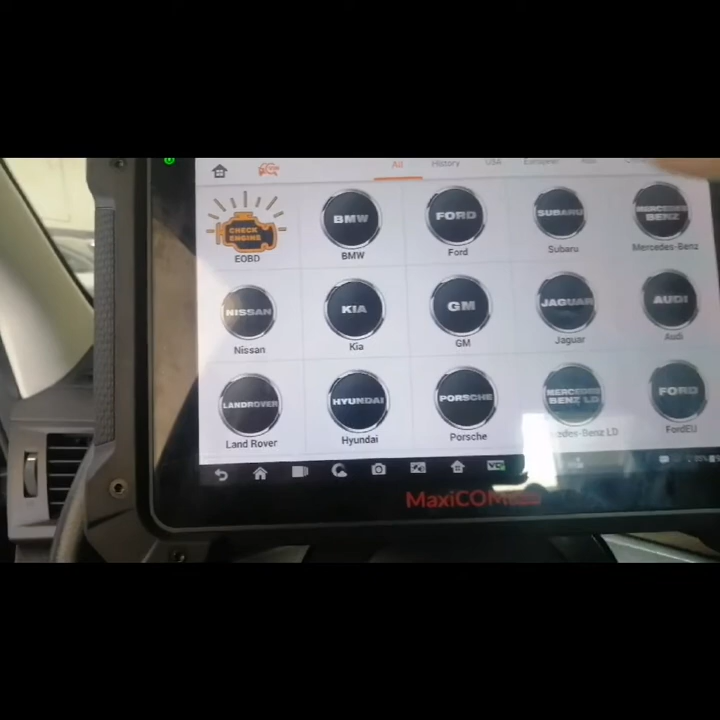 All History USA European
CHECK ENGINE BMW FORD SUBARU MERCEDES BENZ
EOBD BMW Ford Subaru Mercedes-Benz
NISSAN KIA GM JAGUAR AUDI
Nissan Kia GM Jaguar Audi
LANDROVER HYUNDAI PORSCHE MERCEDES BENZ LD FORD
Land Rover Hyundai Porsche FordEU